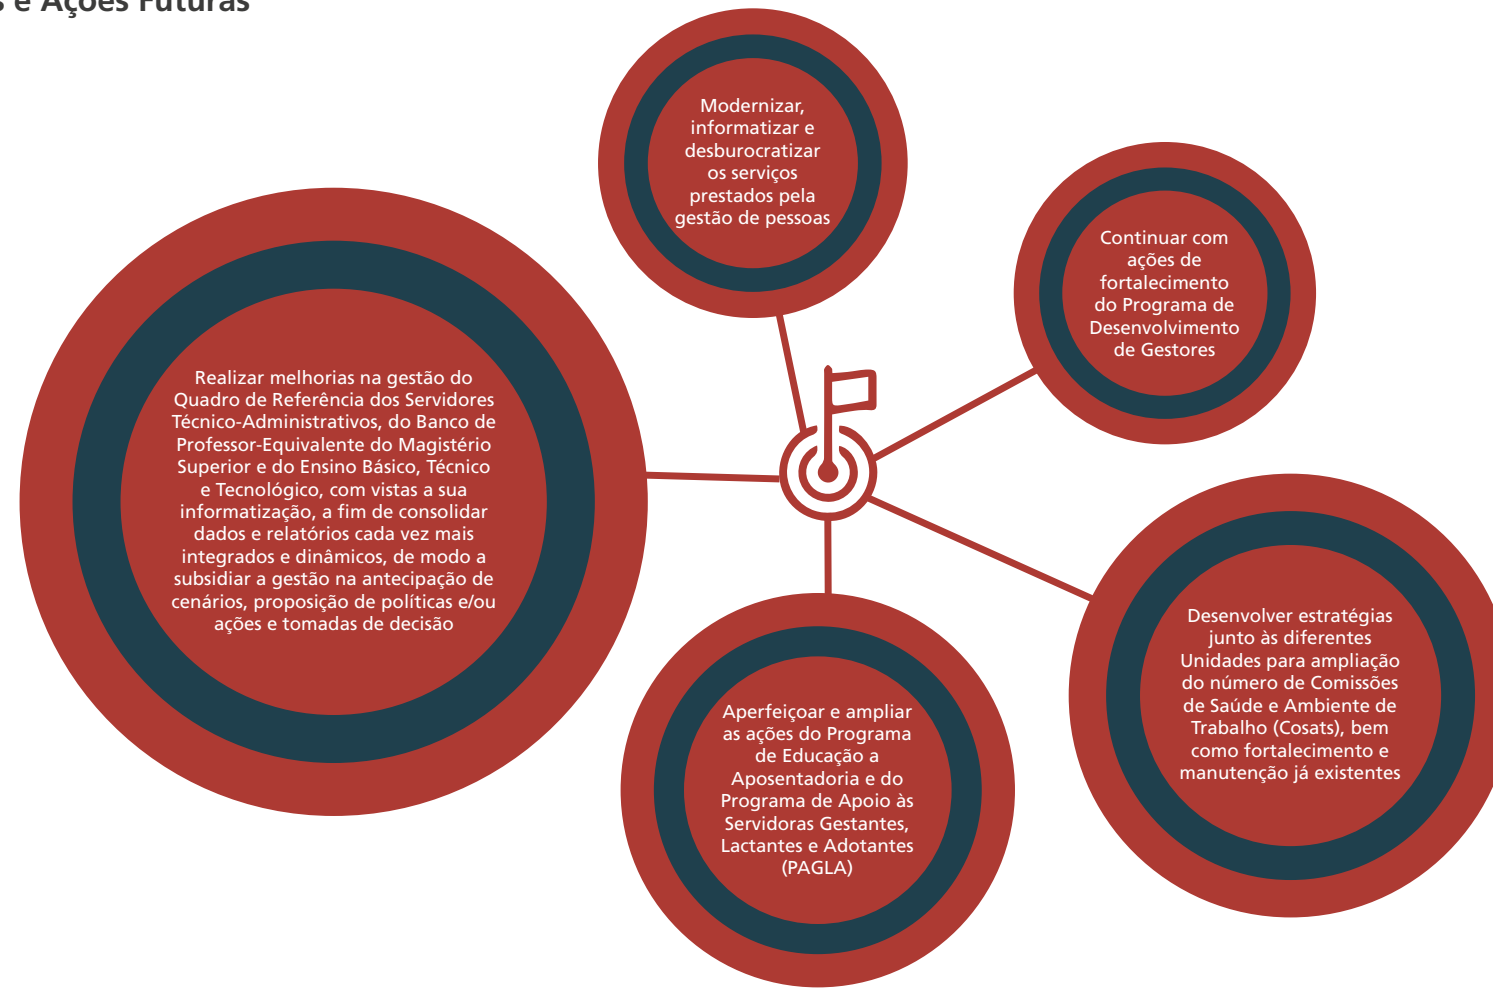 s e Ações Futuras
Modernizar,
informatizar e
desburocratizar
os serviços
prestados pela
gestão de pessoas
Continuar com
ações de
fortalecimento
do Programa de
Desenvolvimento
de Gestores
Realizar melhorias na gestão do
Quadro de Referência dos Servidores
Técnico-Administrativos, do Banco de
Professor-Equivalente do Magistério
Superior e do Ensino Básico, Técnico
e Tecnológico, com vistas a sua
informatização, a fim de consolidar
dados e relatórios cada vez mais
integrados e dinâmicos, de modo a
subsidiar a gestão na antecipação de
cenários, proposição de políticas e/ou
ações e tomadas de decisão
Desenvolver estratégias
junto às diferentes
Unidades para ampliação
do número de Comissões
de Saúde e Ambiente de
Trabalho (Cosats), bem
como fortalecimento e
manutenção já existentes
Aperfeiçoar e ampliar
as ações do Programa
de Educação a
Aposentadoria e do
Programa de Apoio às
Servidoras Gestantes,
Lactantes e Adotantes
(PAGLA)